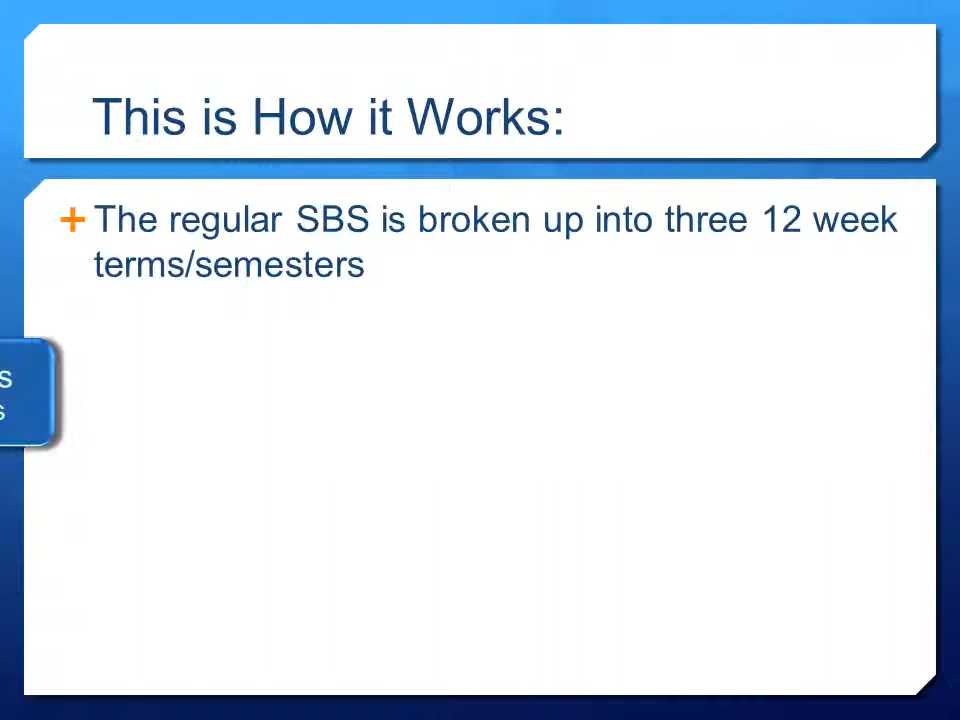 This is How it Works:
The regular SBS is broken up into three 12 week
terms/semesters